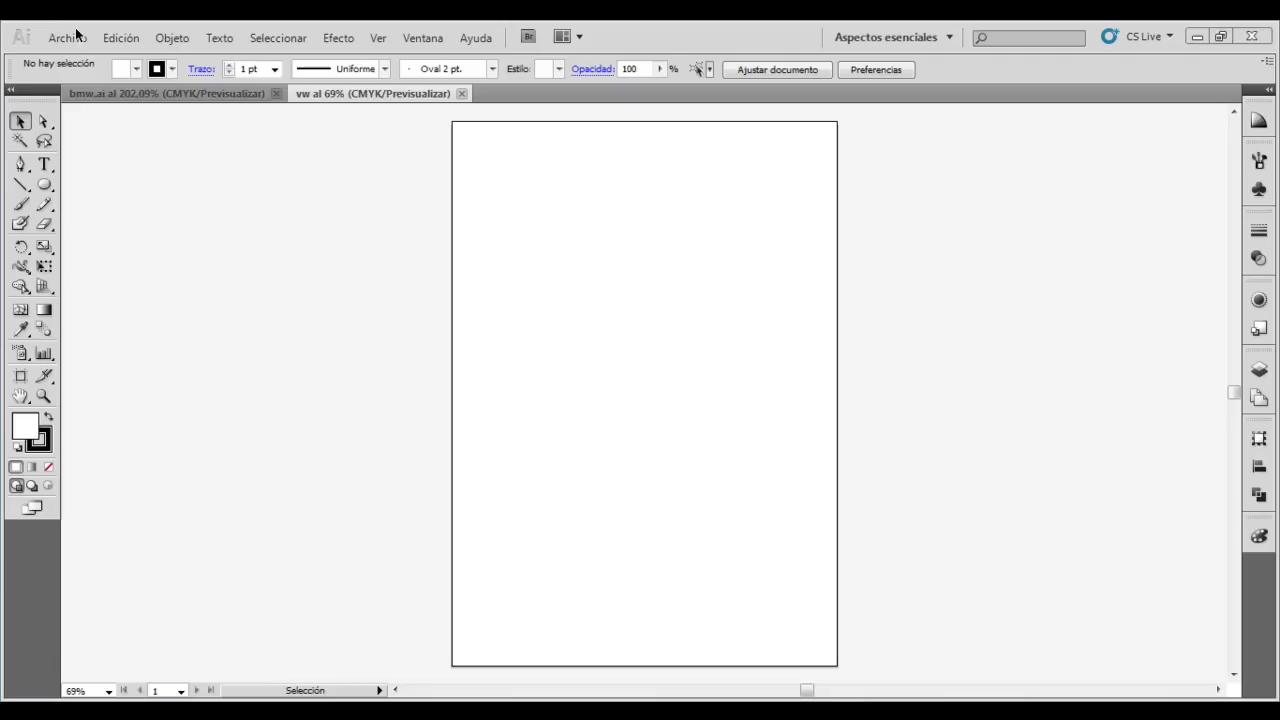 Ai Archivo Edición Objeto Texto Seleccionar Efecto Ver Ventana Ayuda Br Aspectos esenciales CS Live
No hay selección Trazo: 1 pt Uniforme Oval 2 pt. Estilo: Opacidad: 100 % Ajustar documento Preferencias
bmw.ai al 202,09% (CMYK/Previsualizar) vw al 69% (CMYK/Previsualizar)
T
69% 1 Selección